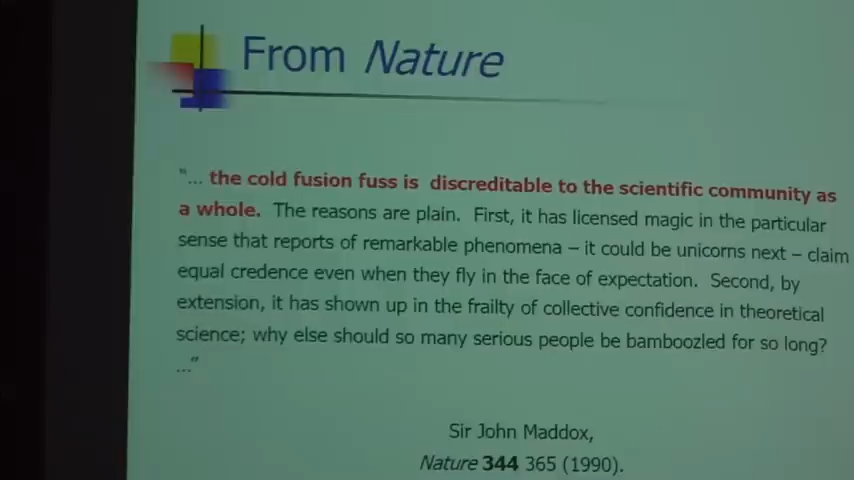 From Nature
"... the cold fusion fuss is discreditable to the scientific community as
a whole. The reasons are plain. First, it has licensed magic in the particular
sense that reports of remarkable phenomena – it could be unicorns next – claim
equal credence even when they fly in the face of expectation. Second, by
extension, it has shown up in the frailty of collective confidence in theoretical
science; why else should so many serious people be bamboozled for so long?
..."
Sir John Maddox,
Nature 344 365 (1990).